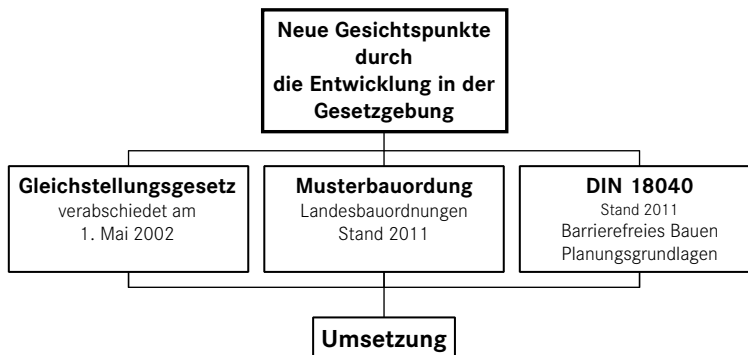 Neue Gesichtspunkte
durch
die Entwicklung in der
Gesetzgebung
Gleichstellungsgesetz
verabschiedet am
1. Mai 2002
Musterbauordung
Landesbauordnungen
Stand 2011
DIN 18040
Stand 2011
Barrierefreies Bauen
Planungsgrundlagen
Umsetzung